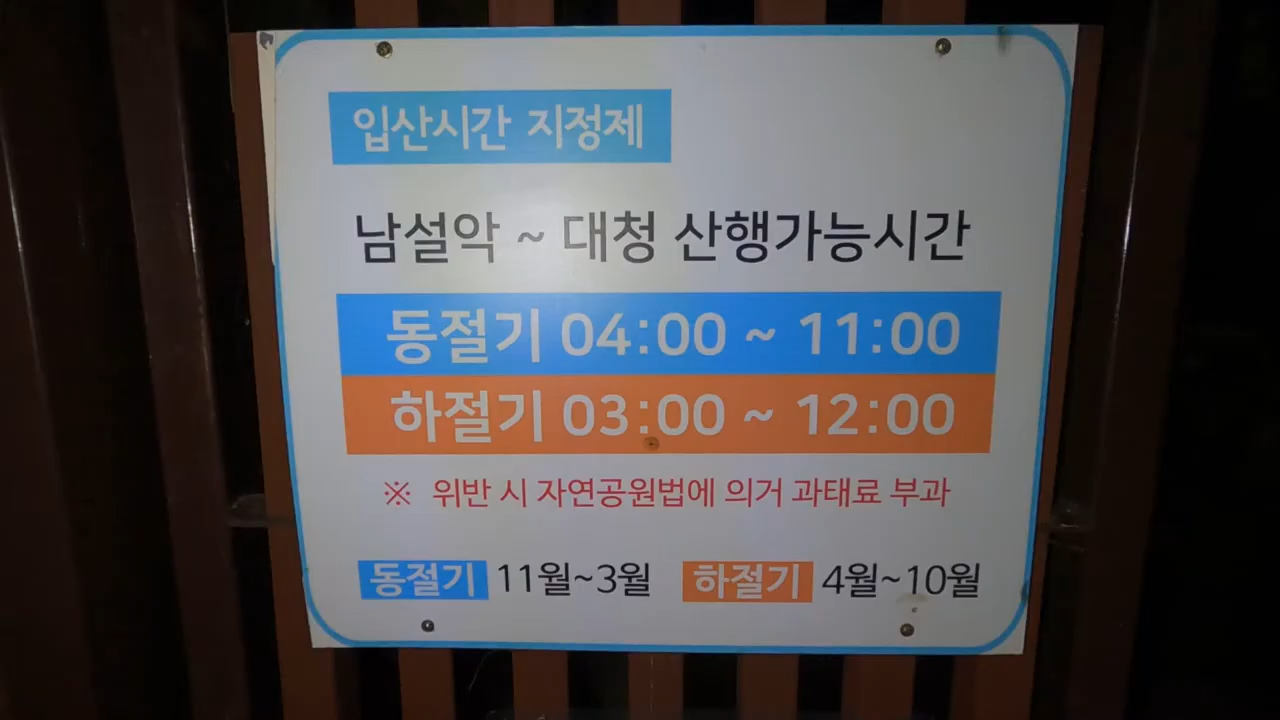 입산시간 지정제
남설악 ~ 대청 산행가능시간
동절기 04:00 ~ 11:00
하절기 03:00 ~ 12:00
※ 위반 시 자연공원법에 의거 과태료 부과
동절기 11월~3월 하절기 4월~10월